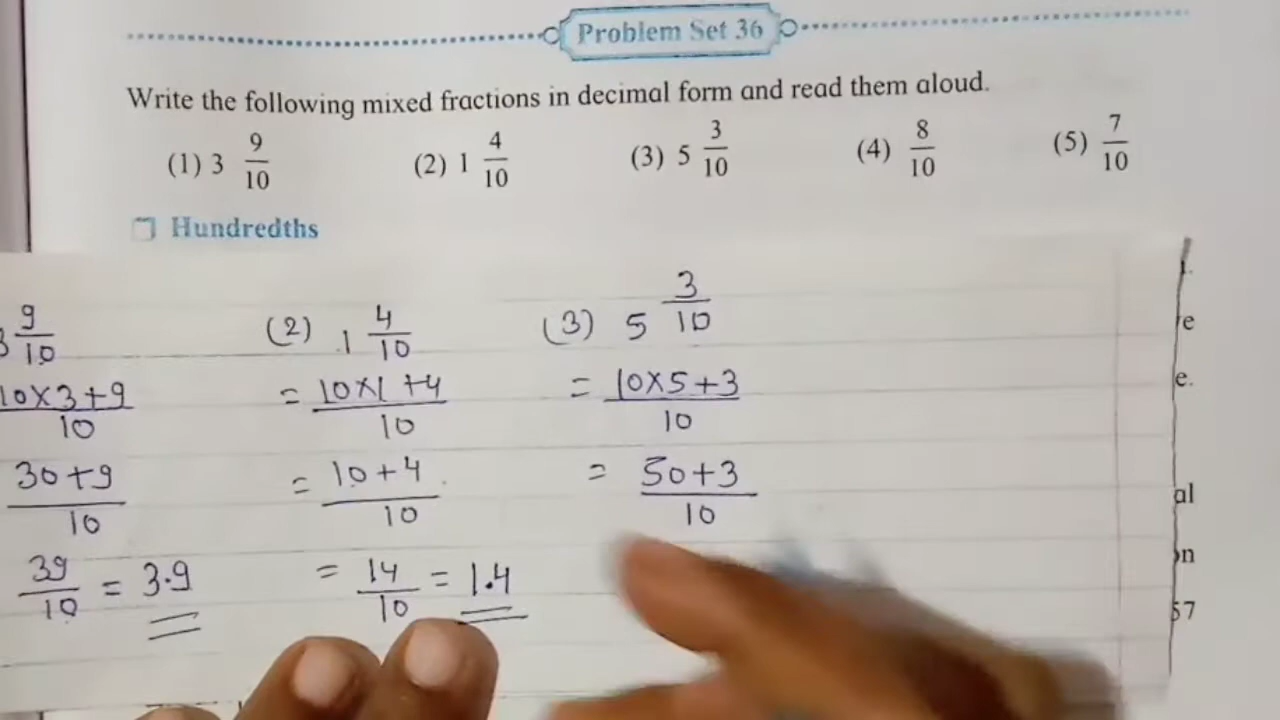 Problem Set 36
Write the following mixed fractions in decimal form and read them aloud.
(1) 3 9/10 (2) 1 4/10 (3) 5 3/10 (4) 8/10 (5) 7/10
Hundredths
9/10 (2) 1 4/10 (3) 5 3/10
10×3+9/10 = 10×1+4/10 = 10×5+3/10
30+9/10 = 10+4/10 = 50+3/10
39/10 = 3.9 = 14/10 = 1.4
e
e.
al
57